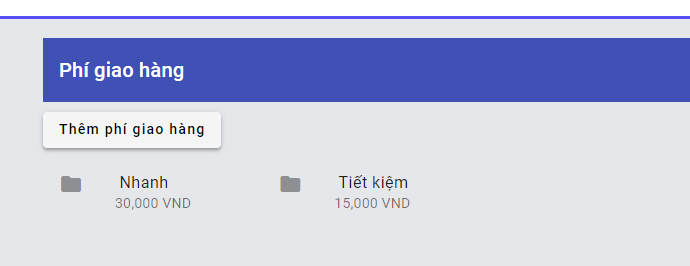 Phí giao hàng
Thêm phí giao hàng
Nhanh
30,000 VND
Tiết kiệm
15,000 VND